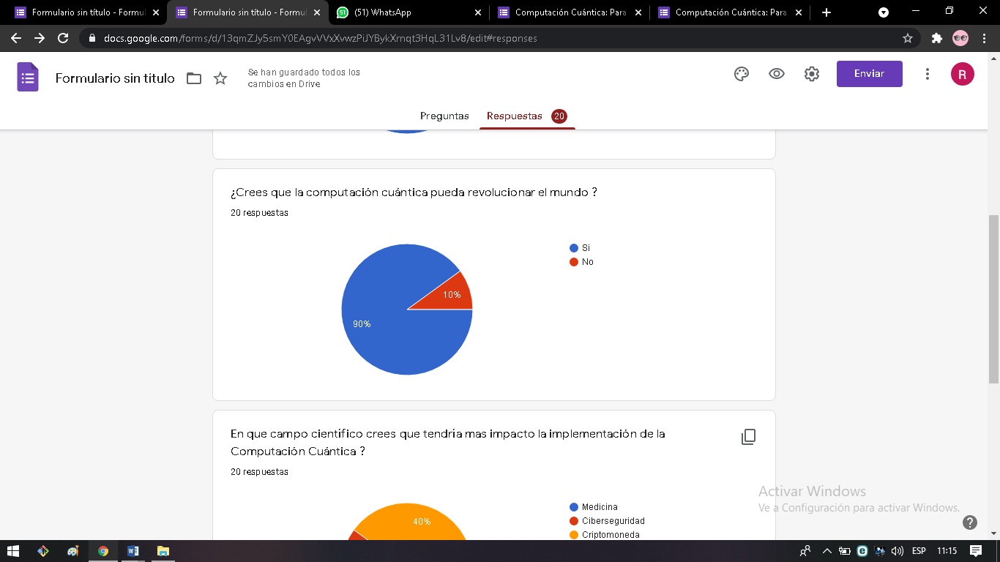 Formulario sin título - Formul
Formulario sin título - Formul
(51) WhatsApp
Computación Cuántica: Para
Computación Cuántica: Para
docs.google.com/forms/d/13qmZJy5smY0EAgvVVxXvwzPiJYBykXrnqt3HqL31Lv8/edit#responses
Formulario sin título
Se han guardado todos los
cambios en Drive
Enviar
R
Preguntas
Respuestas
20
¿Crees que la computación cuántica pueda revolucionar el mundo ?
20 respuestas
Si
No
10%
90%
En que campo científico crees que tendría mas impacto la implementación de la
Computación Cuántica ?
20 respuestas
Medicina
Ciberseguridad
Criptomoneda
40%
Activar Windows
Ve a Configuración para activar Windows.
ESP
11:15